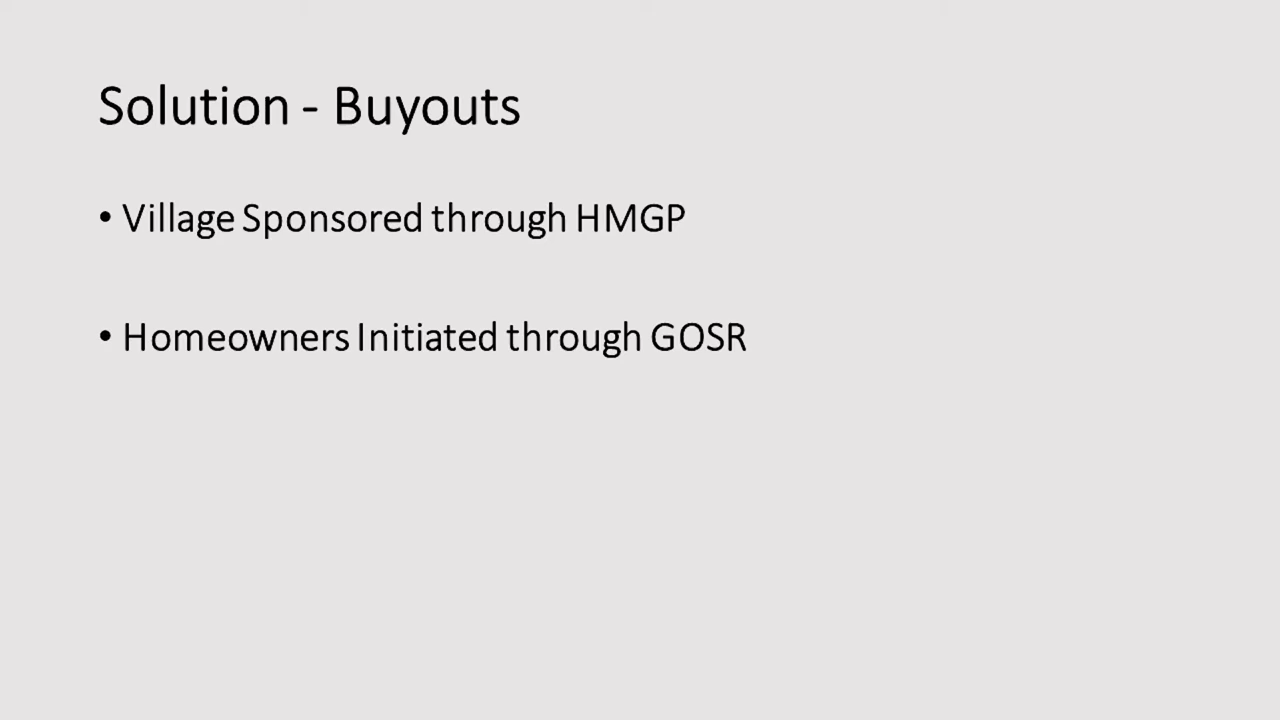 Solution - Buyouts
• Village Sponsored through HMGP
• Homeowners Initiated through GOSR